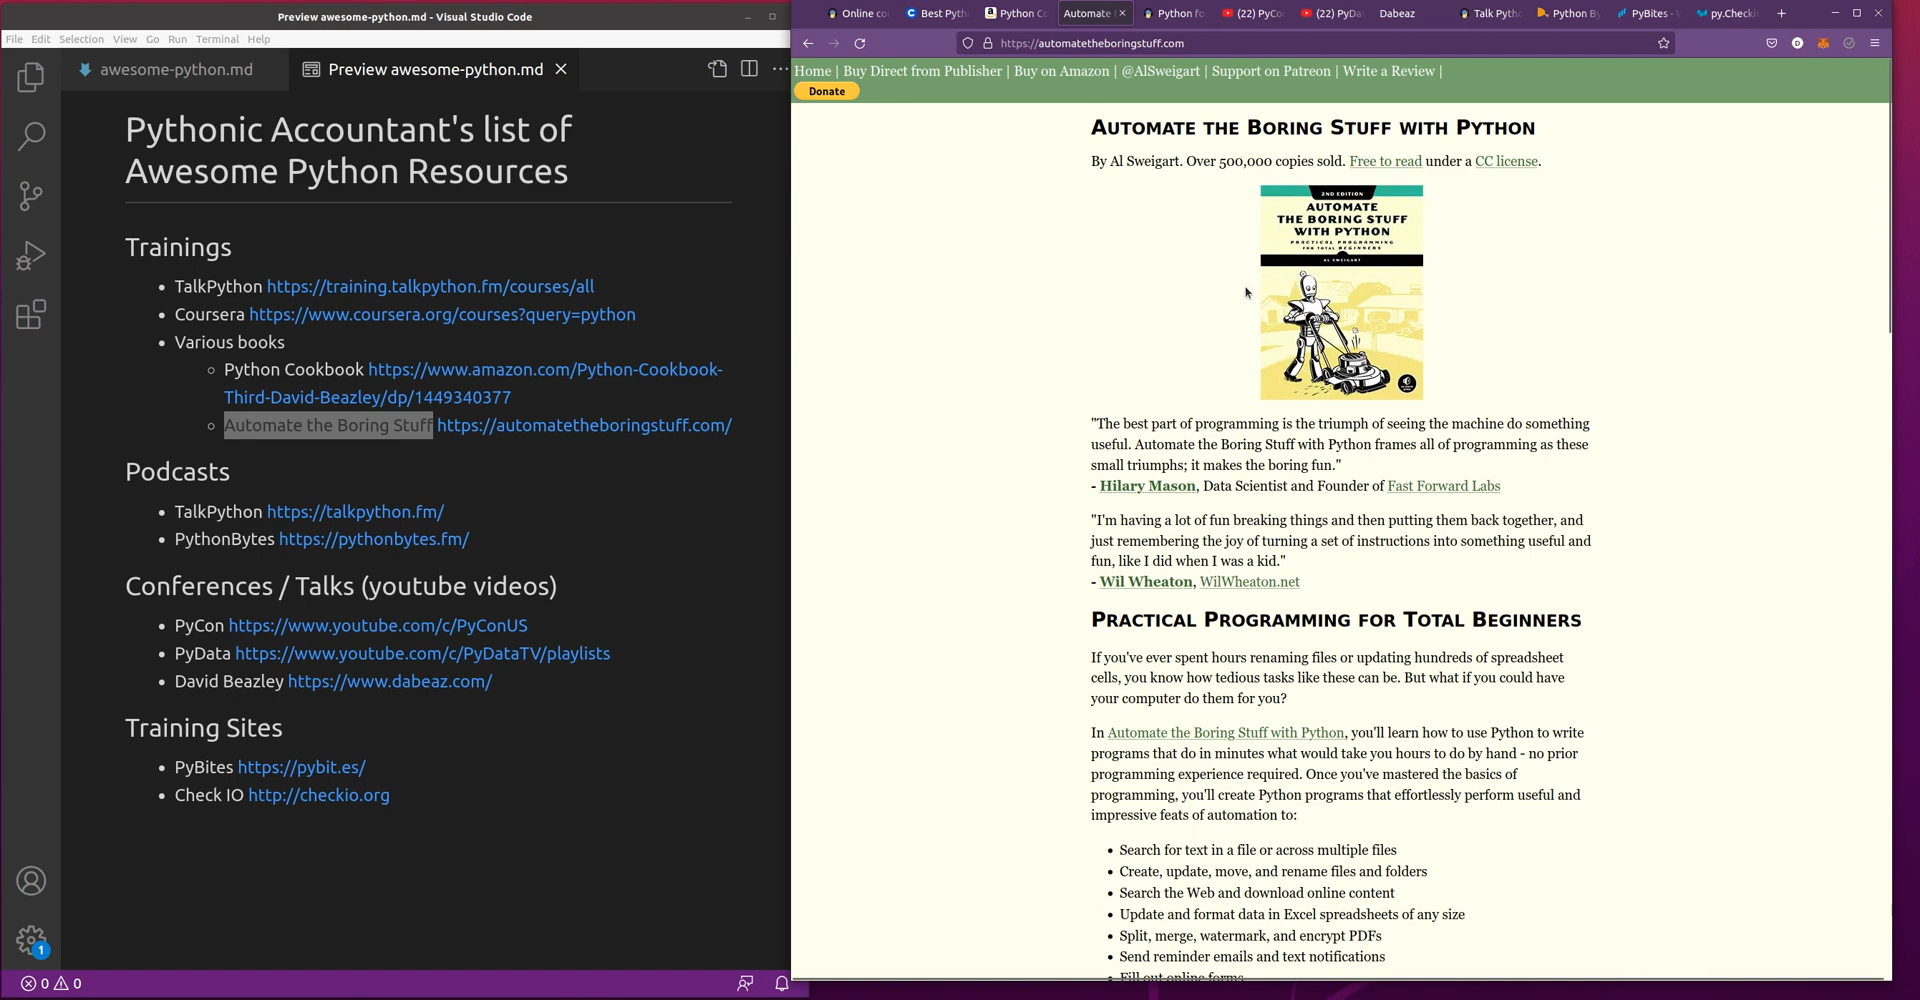 Preview awesome-python.md - Visual Studio Code
File Edit Selection View Go Run Terminal Help
awesome-python.md
Preview awesome-python.md
Pythonic Accountant's list of
Awesome Python Resources
Trainings
• TalkPython https://training.talkpython.fm/courses/all
• Coursera https://www.coursera.org/courses?query=python
• Various books
◦ Python Cookbook https://www.amazon.com/Python-Cookbook-
Third-David-Beazley/dp/1449340377
◦ Automate the Boring Stuff https://automatetheboringstuff.com/
Podcasts
• TalkPython https://talkpython.fm/
• PythonBytes https://pythonbytes.fm/
Conferences / Talks (youtube videos)
• PyCon https://www.youtube.com/c/PyConUS
• PyData https://www.youtube.com/c/PyDataTV/playlists
• David Beazley https://www.dabeaz.com/
Training Sites
• PyBites https://pybit.es/
• Check IO http://checkio.org
1
0 0
Online co Best Pyth Python Co Automate Python fo (22) PyCo (22) PyDa Dabeaz Talk Pyth Python By PyBites - py.Checki
https://automatetheboringstuff.com
Home | Buy Direct from Publisher | Buy on Amazon | @AlSweigart | Support on Patreon | Write a Review |
Donate
AUTOMATE THE BORING STUFF WITH PYTHON
By Al Sweigart. Over 500,000 copies sold. Free to read under a CC license.
2ND EDITION
AUTOMATE
THE BORING STUFF
WITH PYTHON
PRACTICAL PROGRAMMING
FOR TOTAL BEGINNERS
AL SWEIGART
"The best part of programming is the triumph of seeing the machine do something
useful. Automate the Boring Stuff with Python frames all of programming as these
small triumphs; it makes the boring fun."
- Hilary Mason, Data Scientist and Founder of Fast Forward Labs
"I'm having a lot of fun breaking things and then putting them back together, and
just remembering the joy of turning a set of instructions into something useful and
fun, like I did when I was a kid."
- Wil Wheaton, WilWheaton.net
PRACTICAL PROGRAMMING FOR TOTAL BEGINNERS
If you've ever spent hours renaming files or updating hundreds of spreadsheet
cells, you know how tedious tasks like these can be. But what if you could have
your computer do them for you?
In Automate the Boring Stuff with Python, you'll learn how to use Python to write
programs that do in minutes what would take you hours to do by hand - no prior
programming experience required. Once you've mastered the basics of
programming, you'll create Python programs that effortlessly perform useful and
impressive feats of automation to:
• Search for text in a file or across multiple files
• Create, update, move, and rename files and folders
• Search the Web and download online content
• Update and format data in Excel spreadsheets of any size
• Split, merge, watermark, and encrypt PDFs
• Send reminder emails and text notifications
• Fill out online forms